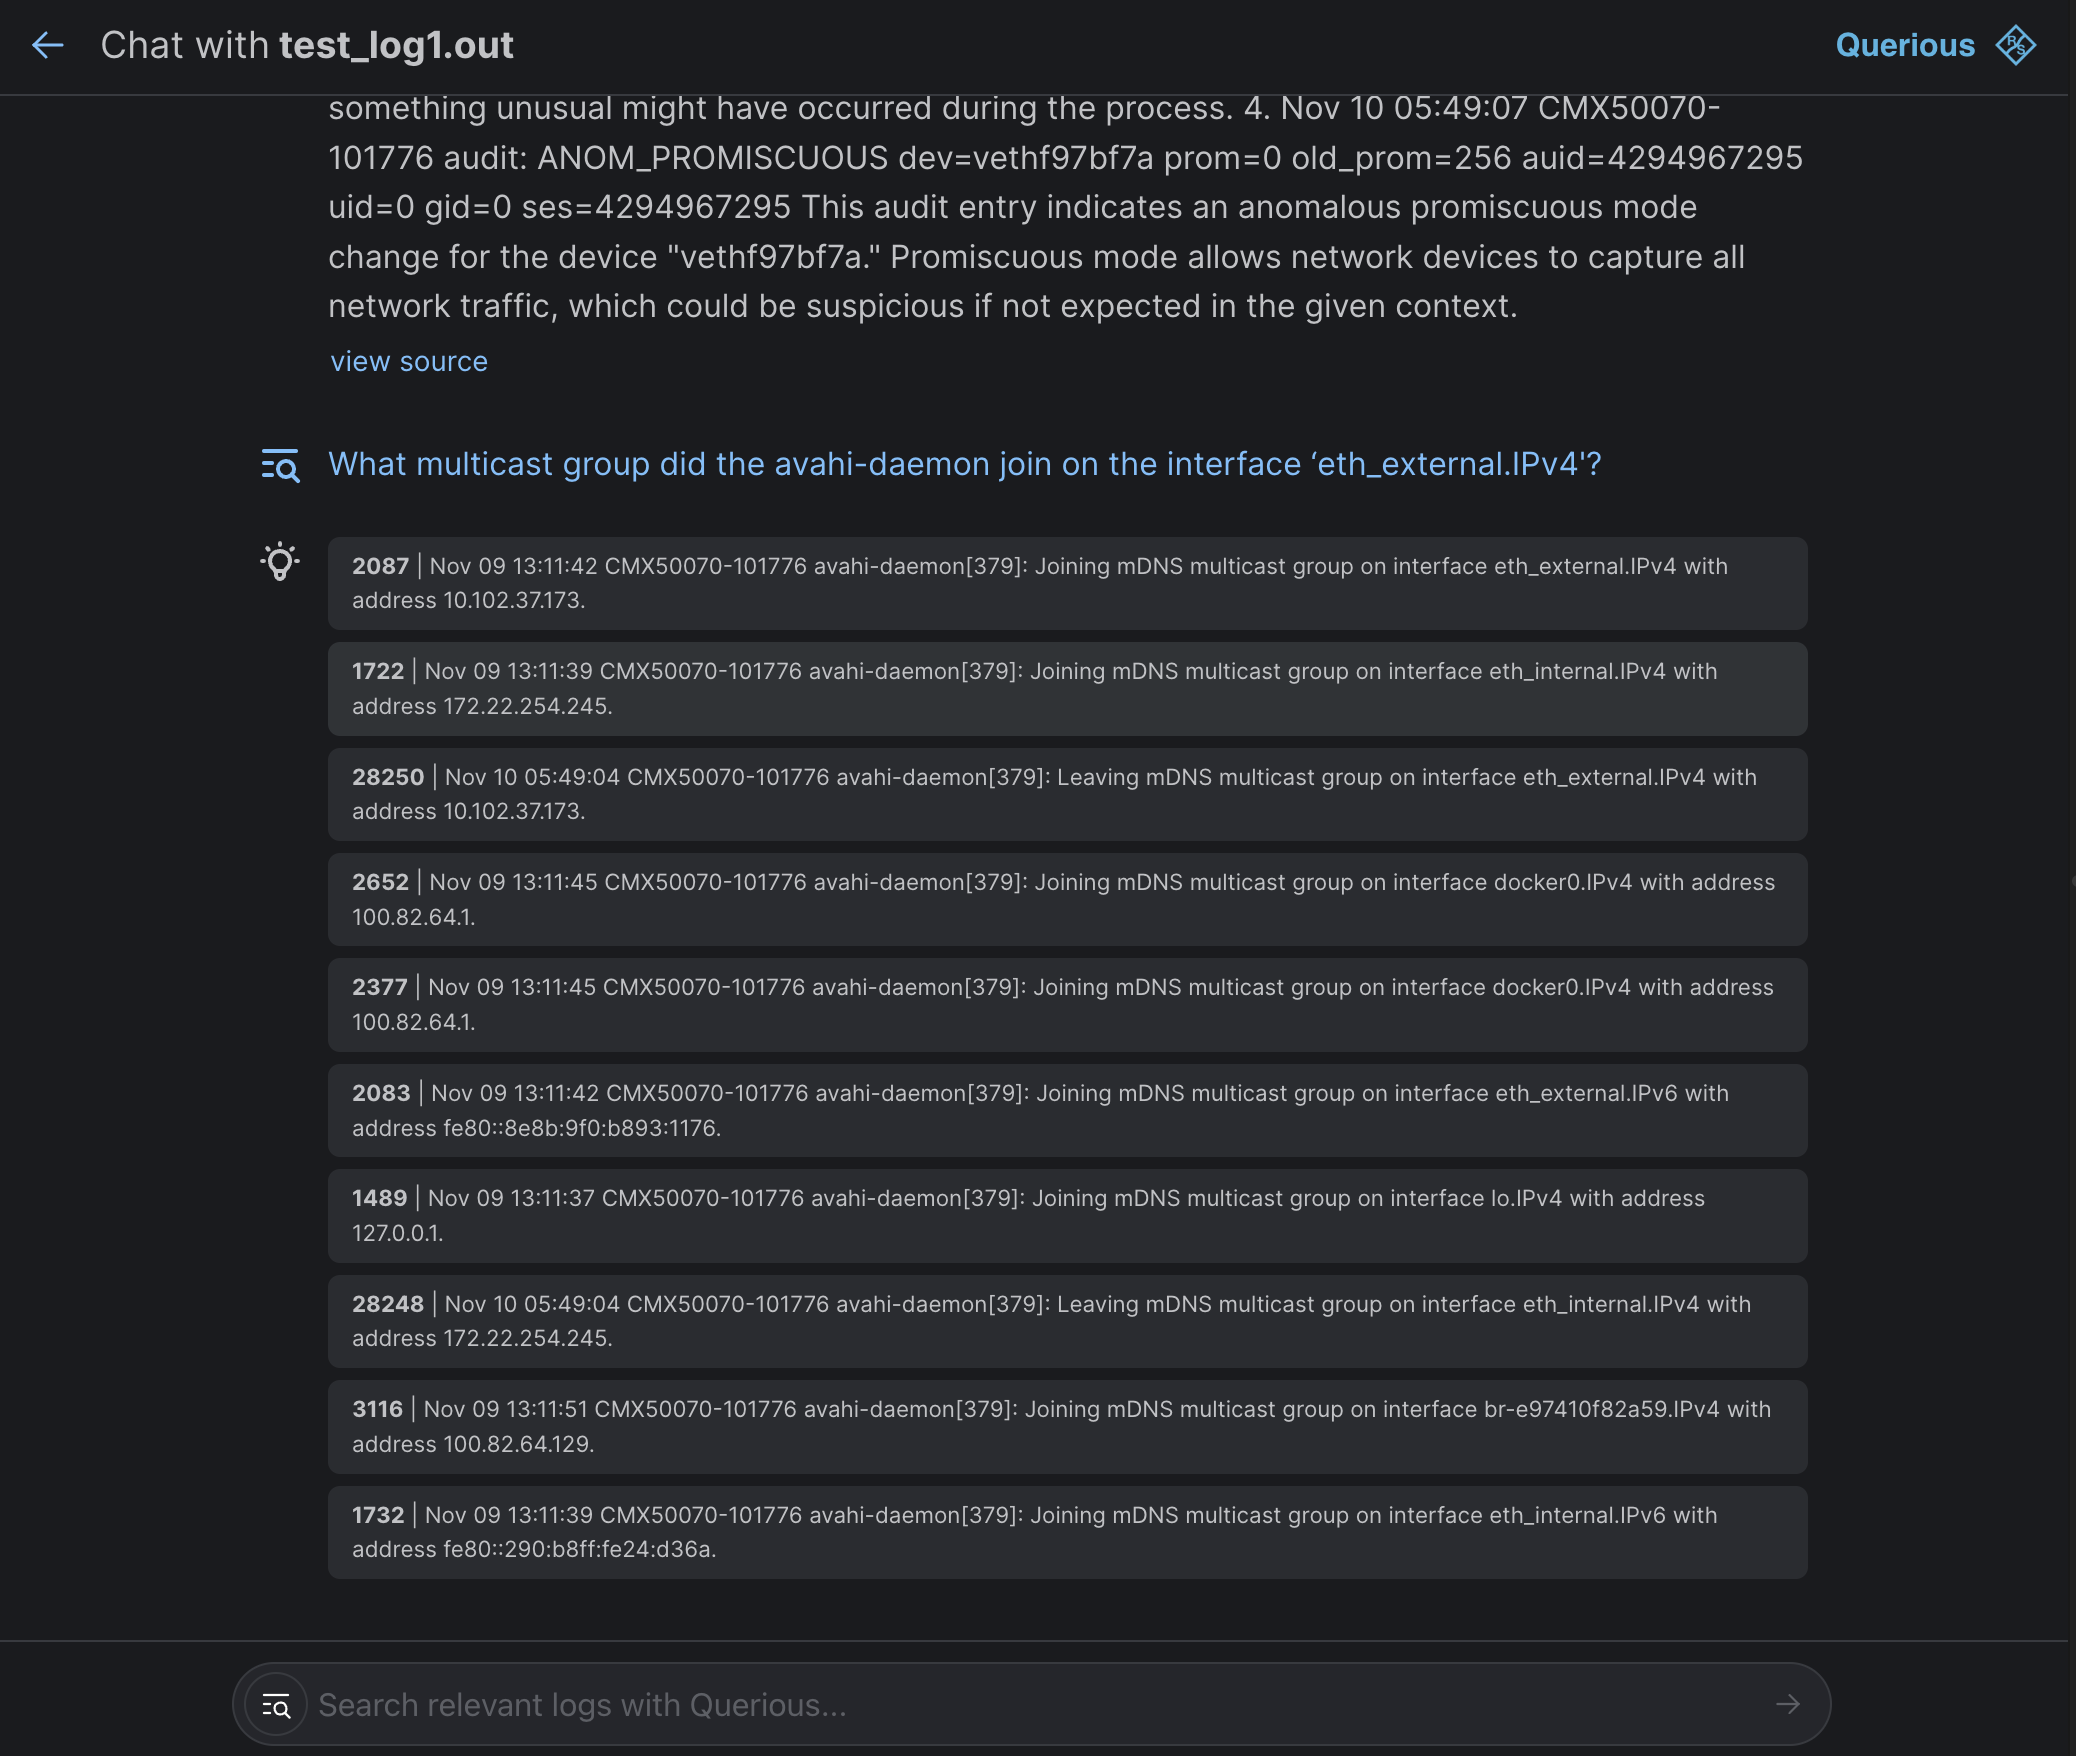 Chat with test_log1.out
Querious
RS
something unusual might have occurred during the process. 4. Nov 10 05:49:07 CMX50070-
101776 audit: ANOM_PROMISCUOUS dev=vethf97bf7a prom=0 old_prom=256 auid=4294967295
uid=0 gid=0 ses=4294967295 This audit entry indicates an anomalous promiscuous mode
change for the device "vethf97bf7a." Promiscuous mode allows network devices to capture all
network traffic, which could be suspicious if not expected in the given context.
view source
What multicast group did the avahi-daemon join on the interface ‘eth_external.IPv4'?
2087 | Nov 09 13:11:42 CMX50070-101776 avahi-daemon[379]: Joining mDNS multicast group on interface eth_external.IPv4 with
address 10.102.37.173.
1722 | Nov 09 13:11:39 CMX50070-101776 avahi-daemon[379]: Joining mDNS multicast group on interface eth_internal.IPv4 with
address 172.22.254.245.
28250 | Nov 10 05:49:04 CMX50070-101776 avahi-daemon[379]: Leaving mDNS multicast group on interface eth_external.IPv4 with
address 10.102.37.173.
2652 | Nov 09 13:11:45 CMX50070-101776 avahi-daemon[379]: Joining mDNS multicast group on interface docker0.IPv4 with address
100.82.64.1.
2377 | Nov 09 13:11:45 CMX50070-101776 avahi-daemon[379]: Joining mDNS multicast group on interface docker0.IPv4 with address
100.82.64.1.
2083 | Nov 09 13:11:42 CMX50070-101776 avahi-daemon[379]: Joining mDNS multicast group on interface eth_external.IPv6 with
address fe80::8e8b:9f0:b893:1176.
1489 | Nov 09 13:11:37 CMX50070-101776 avahi-daemon[379]: Joining mDNS multicast group on interface lo.IPv4 with address
127.0.0.1.
28248 | Nov 10 05:49:04 CMX50070-101776 avahi-daemon[379]: Leaving mDNS multicast group on interface eth_internal.IPv4 with
address 172.22.254.245.
3116 | Nov 09 13:11:51 CMX50070-101776 avahi-daemon[379]: Joining mDNS multicast group on interface br-e97410f82a59.IPv4 with
address 100.82.64.129.
1732 | Nov 09 13:11:39 CMX50070-101776 avahi-daemon[379]: Joining mDNS multicast group on interface eth_internal.IPv6 with
address fe80::290:b8ff:fe24:d36a.
Search relevant logs with Querious...